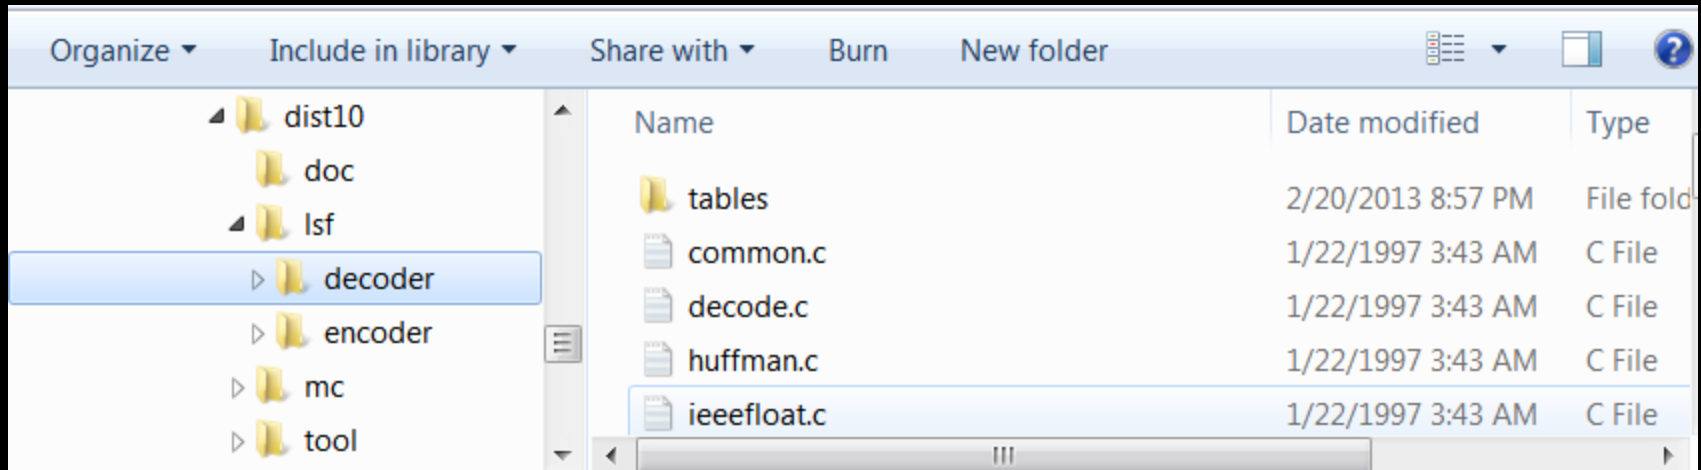 Organize Include in library Share with Burn New folder
dist10
doc
lsf
decoder
encoder
mc
tool
Name Date modified Type
tables 2/20/2013 8:57 PM File fold
common.c 1/22/1997 3:43 AM C File
decode.c 1/22/1997 3:43 AM C File
huffman.c 1/22/1997 3:43 AM C File
ieeefloat.c 1/22/1997 3:43 AM C File